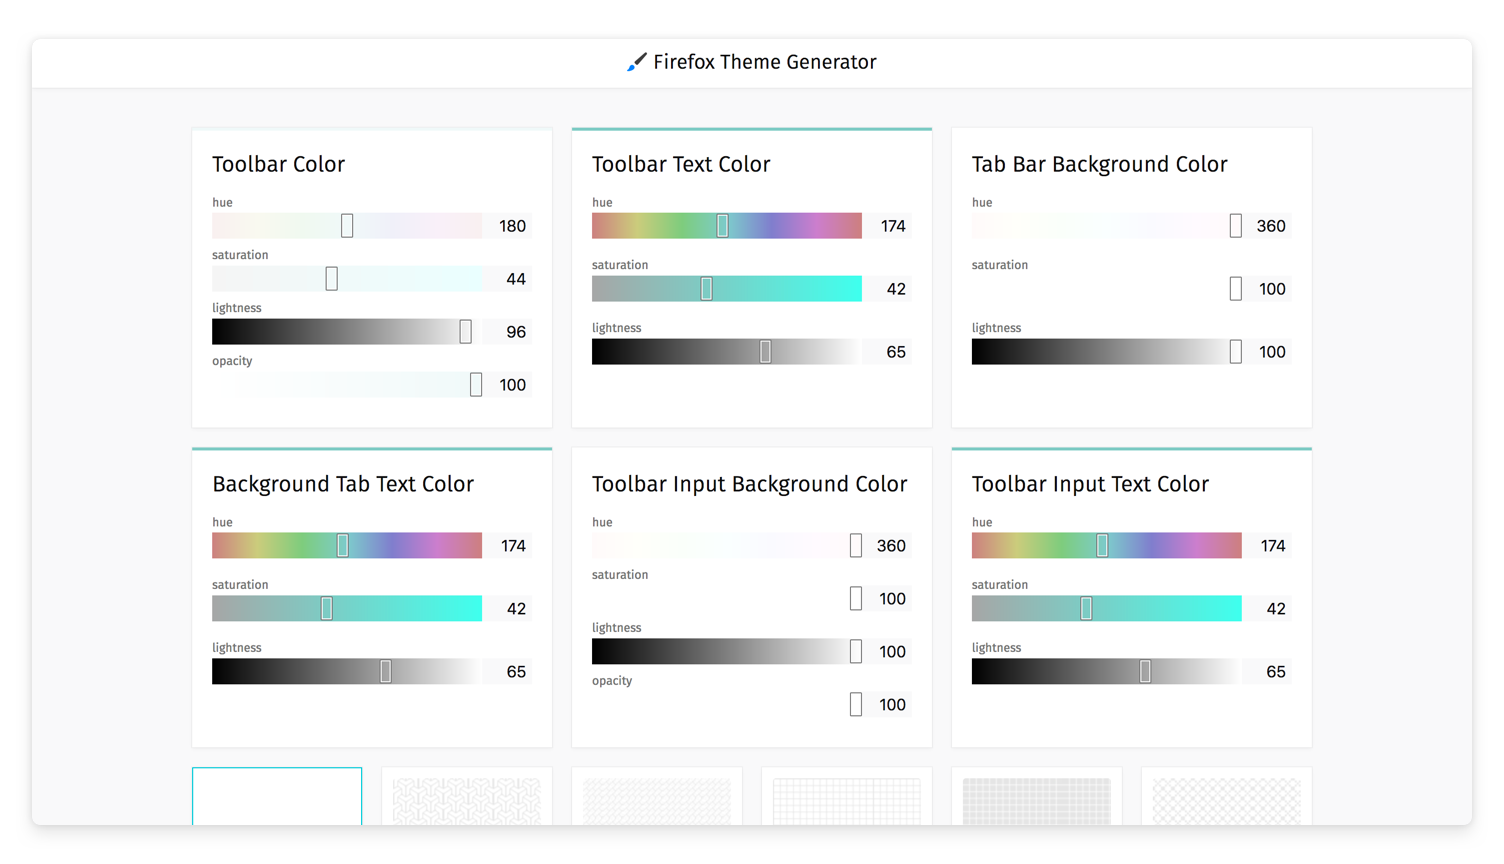 Firefox Theme Generator
Toolbar Color
hue
180
saturation
44
lightness
96
opacity
100
Toolbar Text Color
hue
174
saturation
42
lightness
65
Tab Bar Background Color
hue
360
saturation
100
lightness
100
Background Tab Text Color
hue
174
saturation
42
lightness
65
Toolbar Input Background Color
hue
360
saturation
100
lightness
100
opacity
100
Toolbar Input Text Color
hue
174
saturation
42
lightness
65